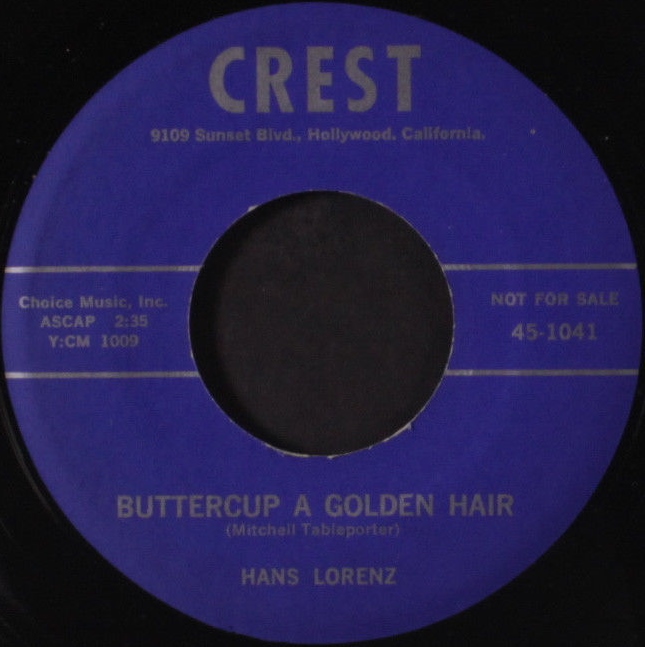 CREST
9109 Sunset Blvd., Hollywood, California.
Choice Music, Inc.
ASCAP 2:35
Y:CM 1009
NOT FOR SALE
45-1041
BUTTERCUP A GOLDEN HAIR
(Mitchell Tableporter)
HANS LORENZ